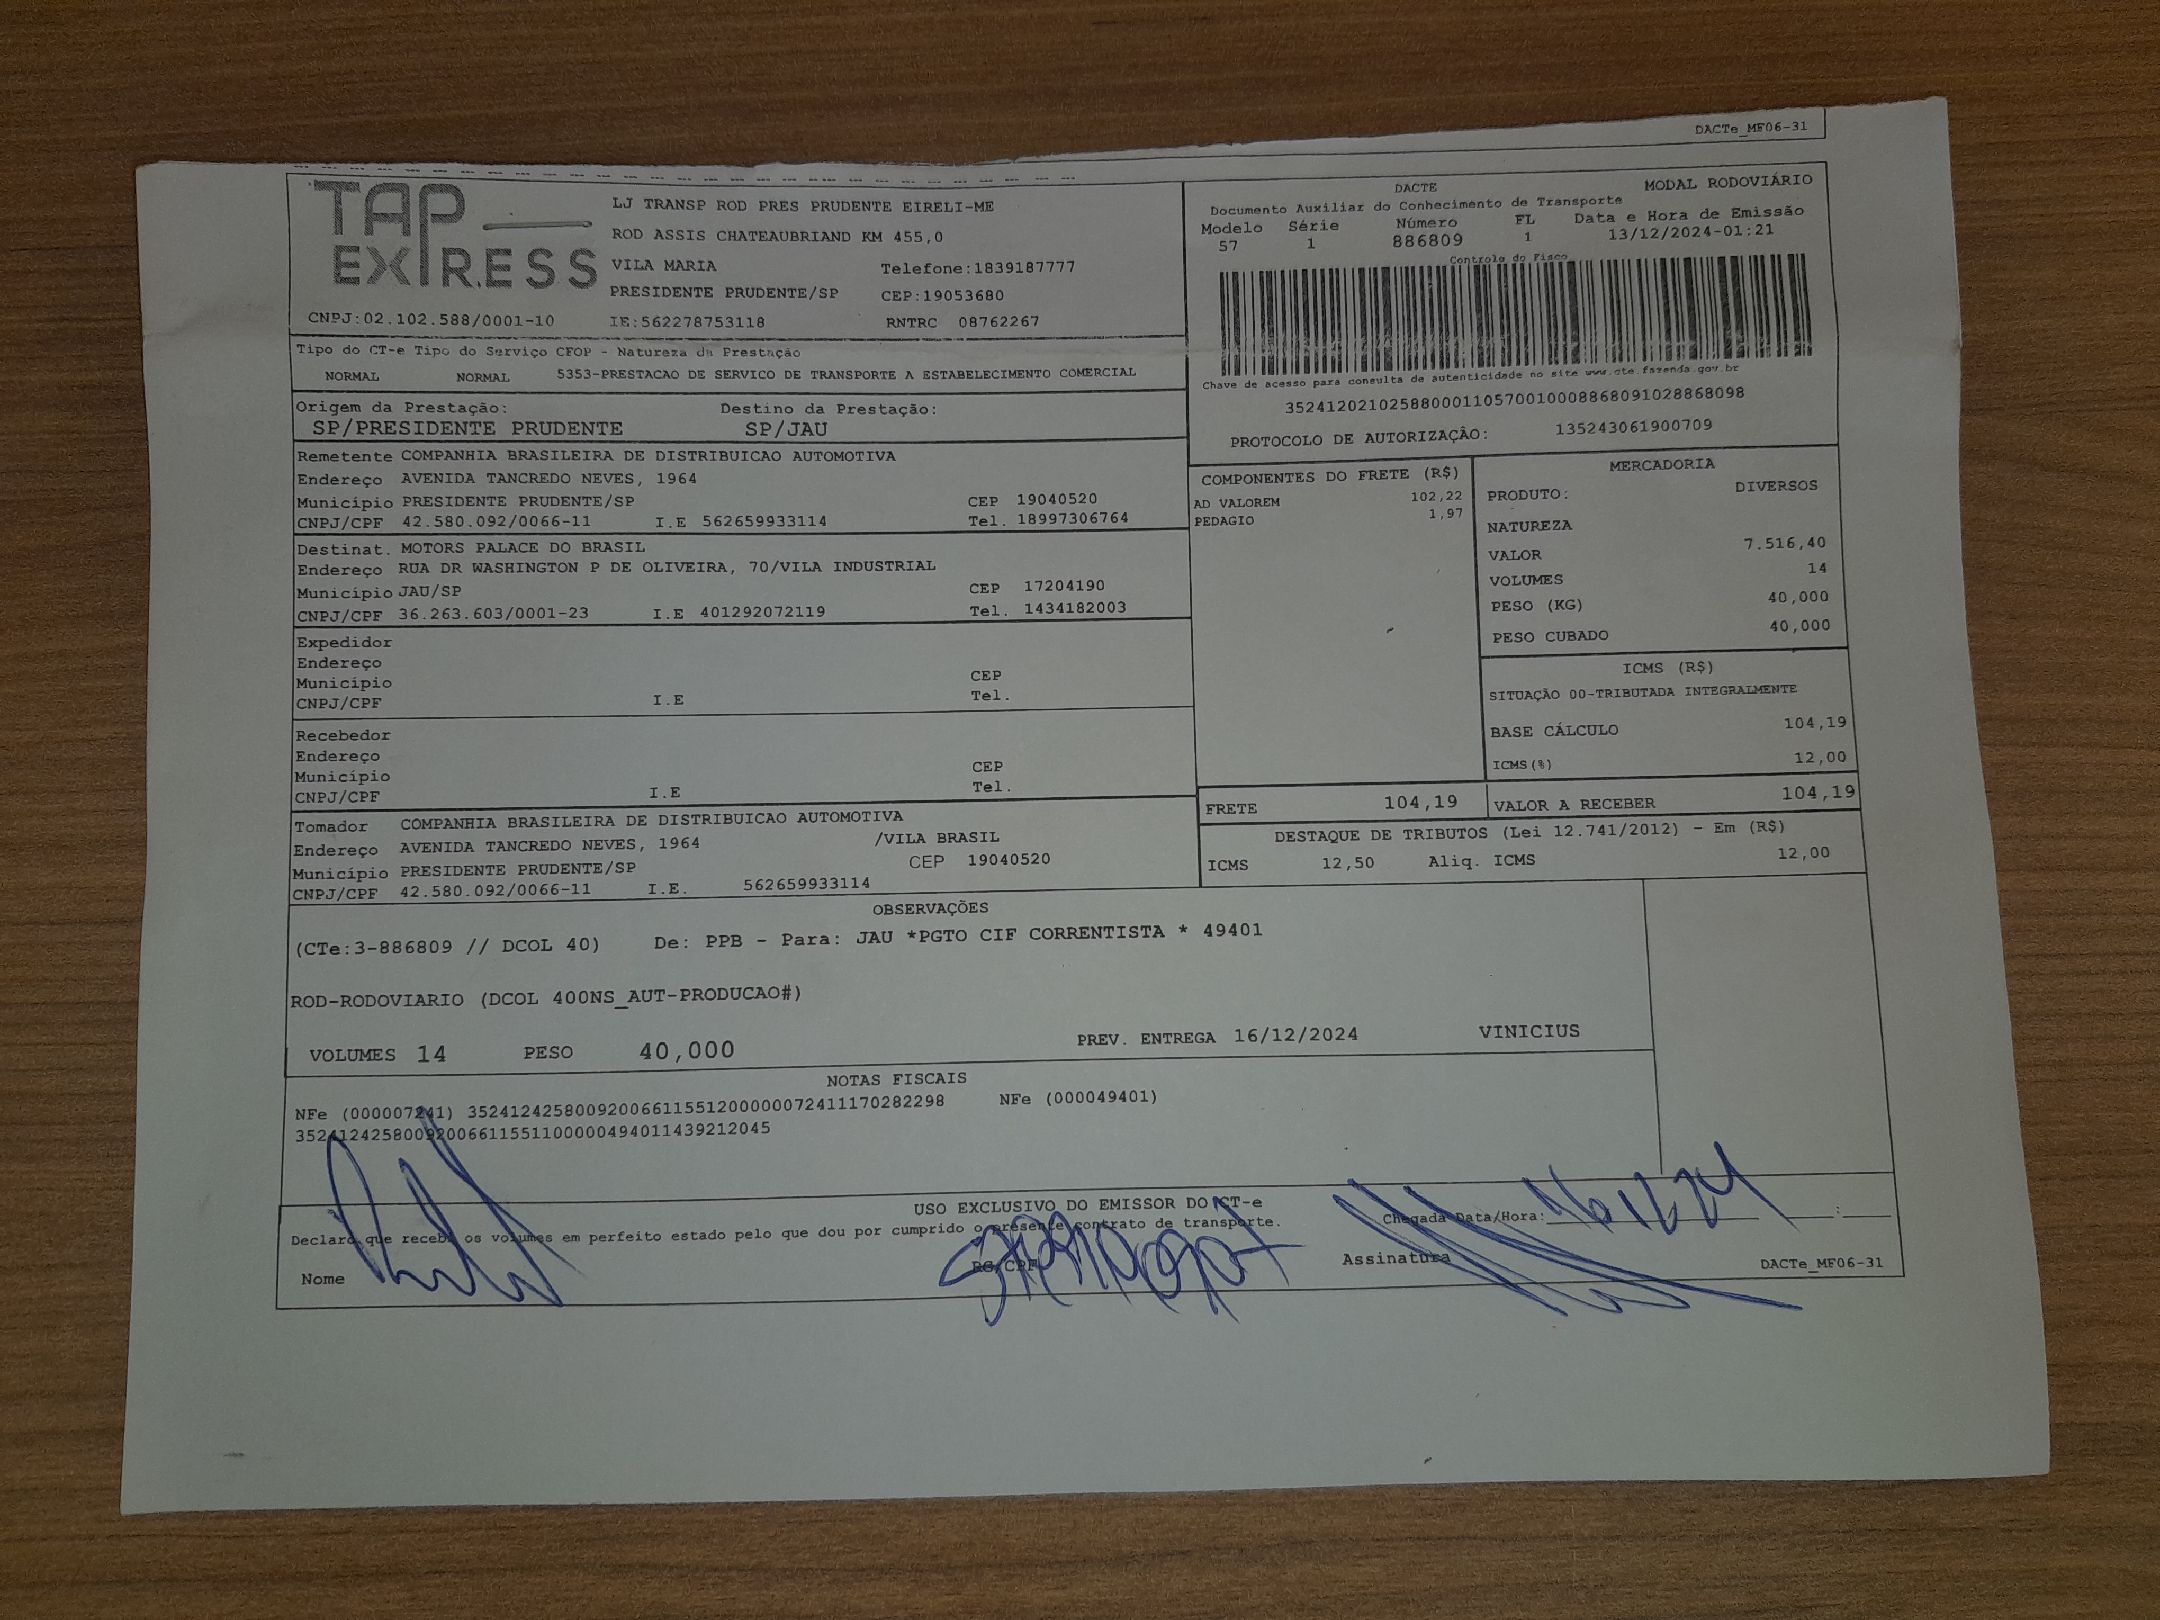 DACTe_MF06-31
TAP EXPRESS
LJ TRANSP ROD PRES PRUDENTE EIRELI-ME
ROD ASSIS CHATEAUBRIAND KM 455,0
VILA MARIA Telefone:1839187777
PRESIDENTE PRUDENTE/SP CEP:19053680
CNPJ:02.102.588/0001-10 IE:562278753118 RNTRC 08762267
DACTE MODAL RODOVIÁRIO
Documento Auxiliar do Conhecimento de Transporte
Modelo Série Número FL Data e Hora de Emissão
57 1 886809 1 13/12/2024-01:21
Controle do Fisco
Chave de acesso para consulta de autenticidade no site www.cte.fazenda.gov.br
35241202102588000110570010008868091028868098
PROTOCOLO DE AUTORIZAÇÃO: 135243061900709
Tipo do CT-e Tipo do Serviço CFOP - Natureza da Prestação
NORMAL NORMAL 5353-PRESTACAO DE SERVICO DE TRANSPORTE A ESTABELECIMENTO COMERCIAL
Origem da Prestação: Destino da Prestação:
SP/PRESIDENTE PRUDENTE SP/JAU
Remetente COMPANHIA BRASILEIRA DE DISTRIBUICAO AUTOMOTIVA
Endereço AVENIDA TANCREDO NEVES, 1964
Município PRESIDENTE PRUDENTE/SP CEP 19040520
CNPJ/CPF 42.580.092/0066-11 I.E 562659933114 Tel. 18997306764
Destinat. MOTORS PALACE DO BRASIL
Endereço RUA DR WASHINGTON P DE OLIVEIRA, 70/VILA INDUSTRIAL
Município JAU/SP CEP 17204190
CNPJ/CPF 36.263.603/0001-23 I.E 401292072119 Tel. 1434182003
Expedidor
Endereço
Município CEP
CNPJ/CPF I.E Tel.
Recebedor
Endereço
Município CEP
CNPJ/CPF I.E Tel.
Tomador COMPANHIA BRASILEIRA DE DISTRIBUICAO AUTOMOTIVA
Endereço AVENIDA TANCREDO NEVES, 1964 /VILA BRASIL
Município PRESIDENTE PRUDENTE/SP CEP 19040520
CNPJ/CPF 42.580.092/0066-11 I.E. 562659933114
COMPONENTES DO FRETE (R$)
AD VALOREM 102,22
PEDAGIO 1,97
MERCADORIA
PRODUTO: DIVERSOS
NATUREZA
VALOR 7.516,40
VOLUMES 14
PESO (KG) 40,000
PESO CUBADO 40,000
ICMS (R$)
SITUAÇÃO 00-TRIBUTADA INTEGRALMENTE
BASE CÁLCULO 104,19
ICMS(%) 12,00
FRETE 104,19 VALOR A RECEBER 104,19
DESTAQUE DE TRIBUTOS (Lei 12.741/2012) - Em (R$)
ICMS 12,50 Aliq. ICMS 12,00
OBSERVAÇÕES
(CTe:3-886809 // DCOL 40) De: PPB - Para: JAU *PGTO CIF CORRENTISTA * 49401
ROD-RODOVIARIO (DCOL 400NS_AUT-PRODUCAO#)
VOLUMES 14 PESO 40,000 PREV. ENTREGA 16/12/2024 VINICIUS
NOTAS FISCAIS
NFe (000007241) 35241242580092006611551200000072411170282298 NFe (000049401)
35241242580092006611551100000494011439212045
USO EXCLUSIVO DO EMISSOR DO CT-e
Declaro que recebi os volumes em perfeito estado pelo que dou por cumprido o presente contrato de transporte.
Chegada Data/Hora: 16/12/24 :
Nome RG/CPF Assinatura DACTe_MF06-31